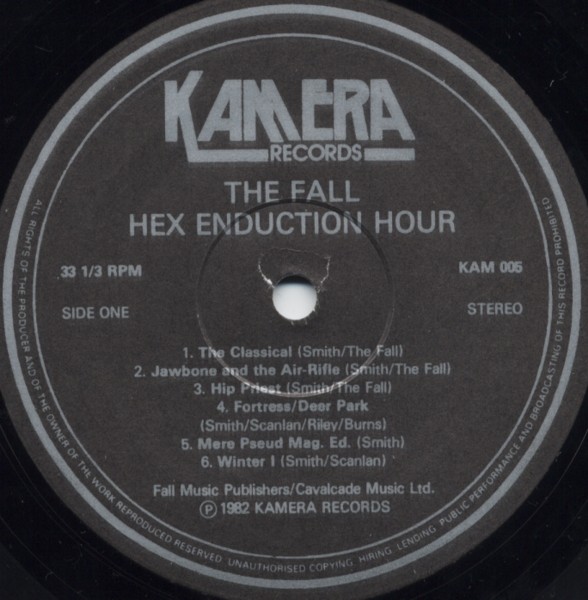 KAMERA
RECORDS
THE FALL
HEX ENDUCTION HOUR
33 1/3 RPM
KAM 005
SIDE ONE
STEREO
1. The Classical (Smith/The Fall)
2. Jawbone and the Air-Rifle (Smith/The Fall)
3. Hip Priest (Smith/The Fall)
4. Fortress/Deer Park
(Smith/Scanlan/Riley/Burns)
5. Mere Pseud Mag. Ed. (Smith)
6. Winter I (Smith/Scanlan)
Fall Music Publishers/Cavalcade Music Ltd.
Ⓟ 1982 KAMERA RECORDS
ALL RIGHTS OF THE PRODUCER AND OF THE OWNER OF THE WORK REPRODUCED RESERVED. UNAUTHORISED COPYING, HIRING, LENDING, PUBLIC PERFORMANCE AND BROADCASTING OF THIS RECORD PROHIBITED